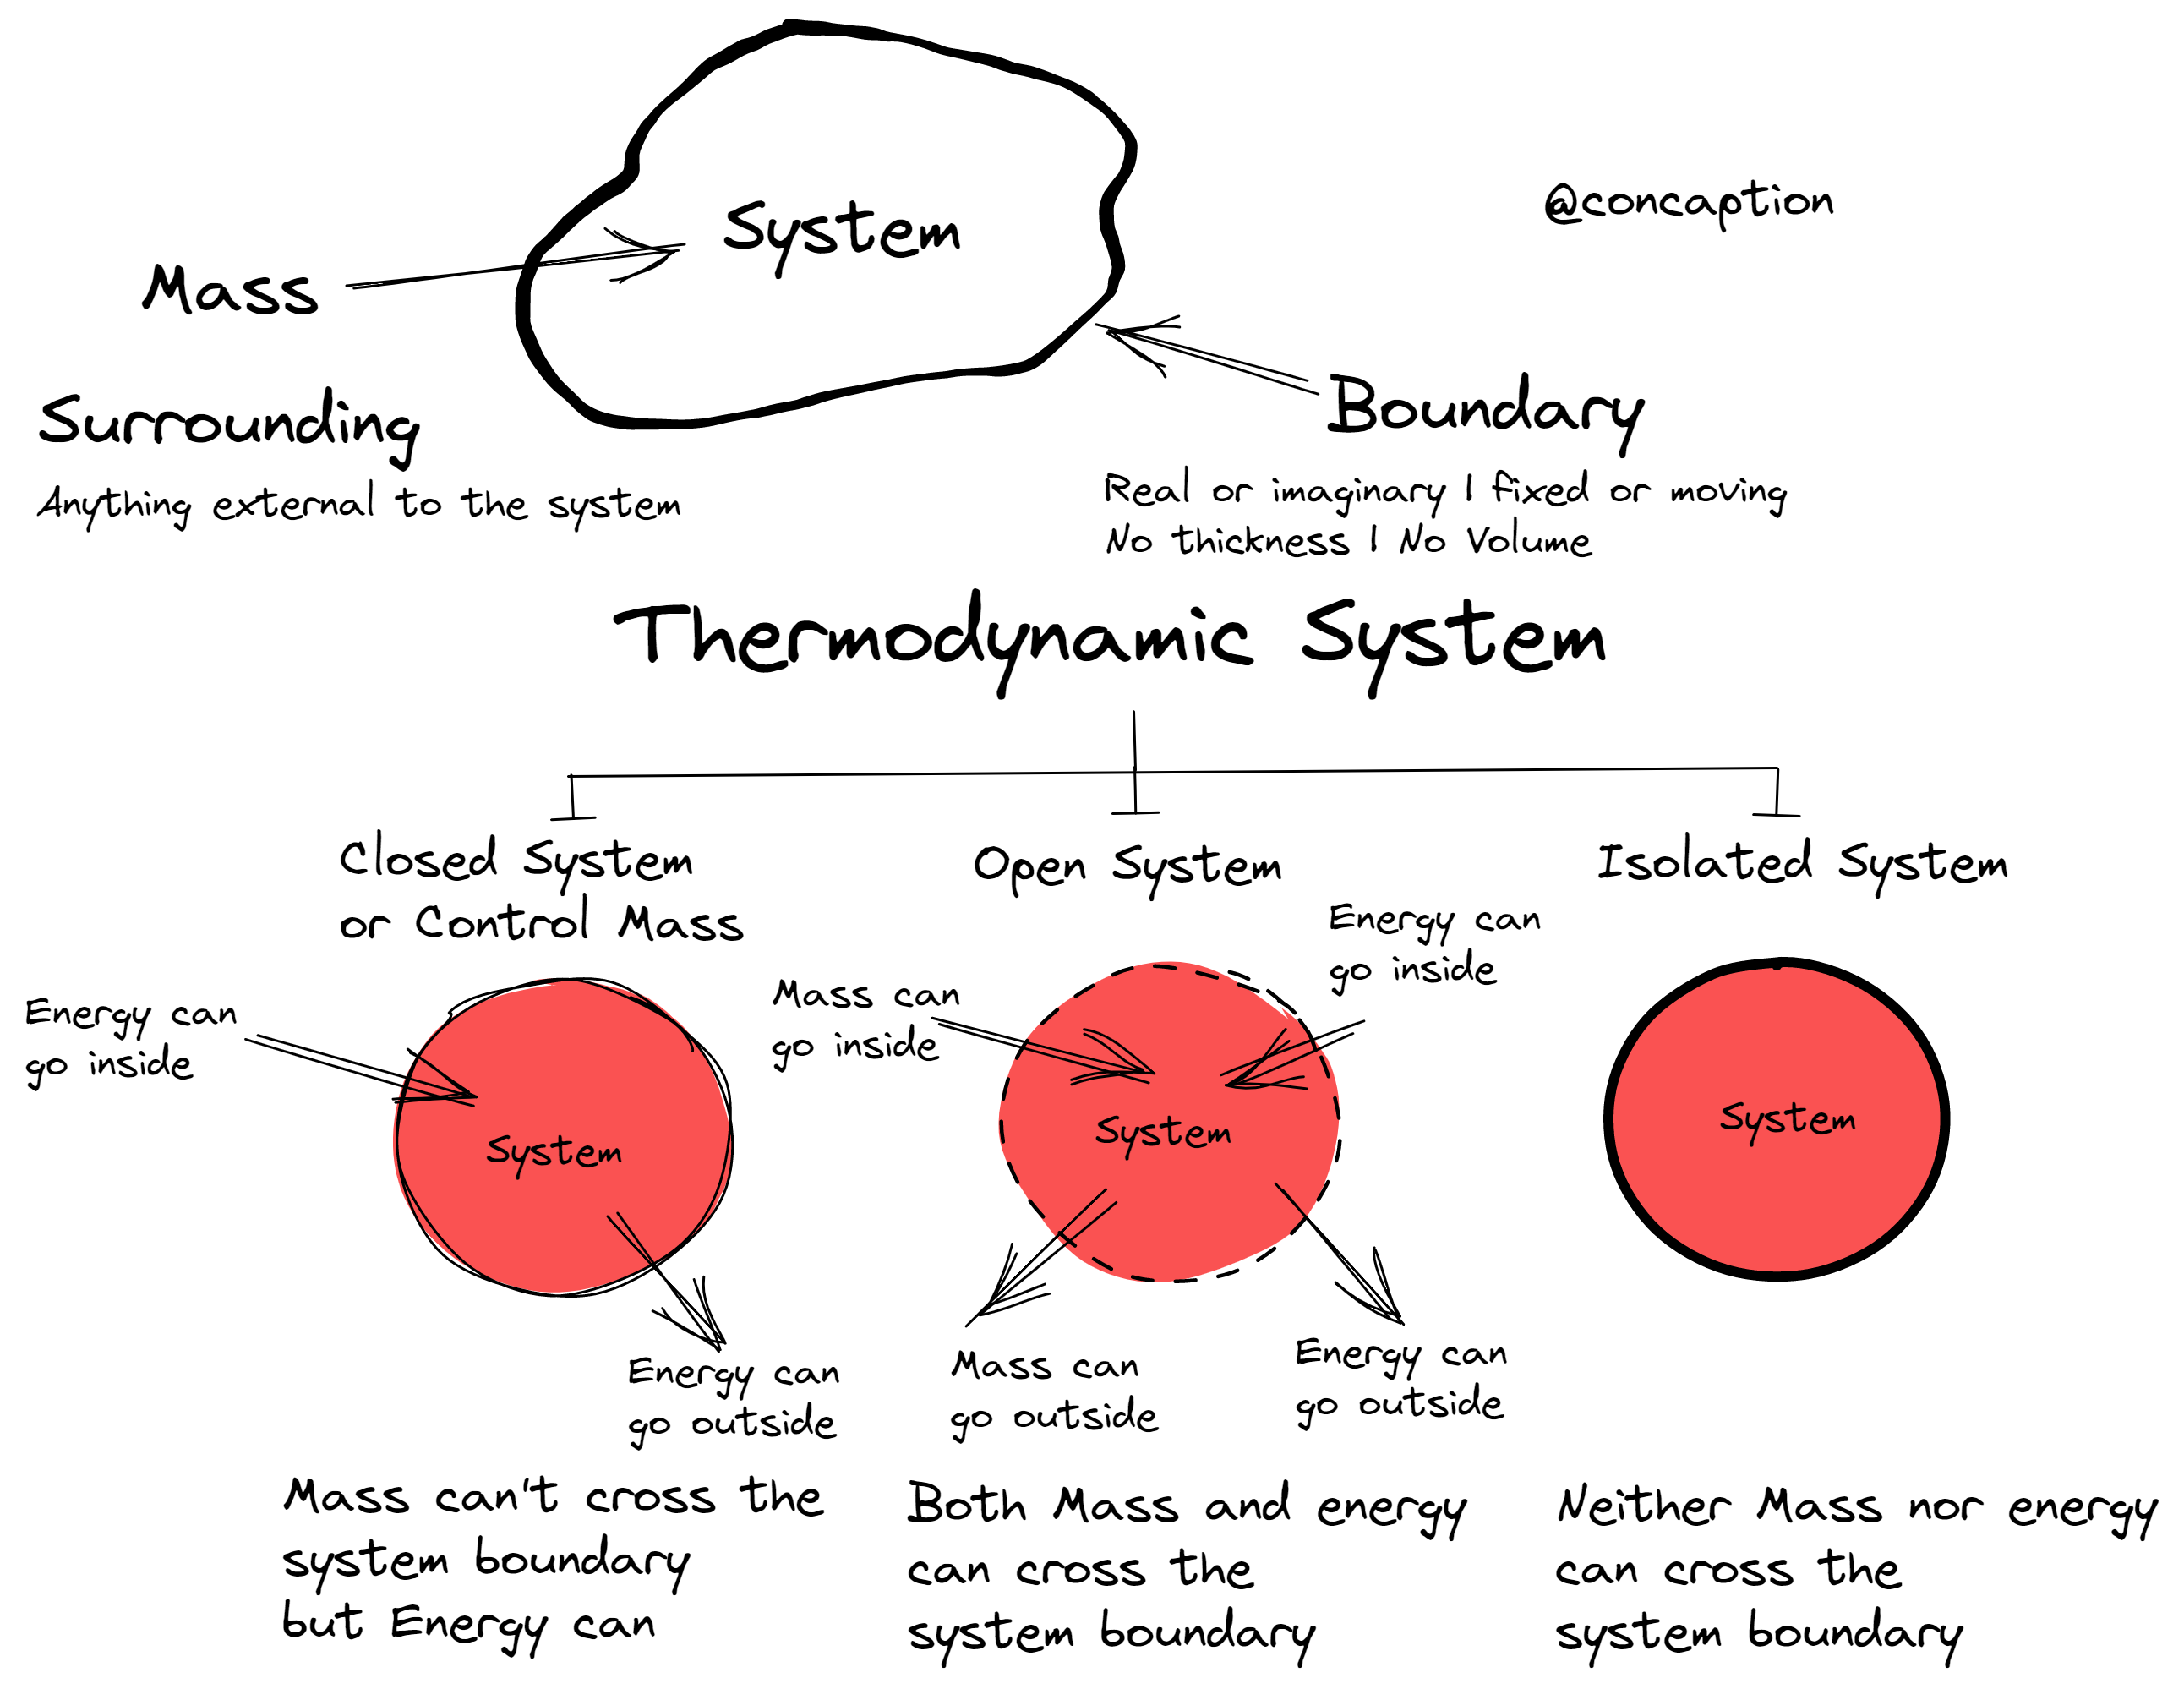 System
@concaption
Mass
Surrounding
Anything external to the system
Boundary
Real or imaginary | fixed or moving
No thickness | No Volume
Thermodynamic System
Closed System
or Control Mass
Energy can
go inside
System
Energy can
go outside
Mass can't cross the
system boundary
but Energy can
Open System
Mass can
go inside
Energy can
go inside
System
Mass can
go outside
Energy can
go outside
Both Mass and energy
can cross the
system boundary
Isolated System
System
Neither Mass nor energy
can cross the
system boundary